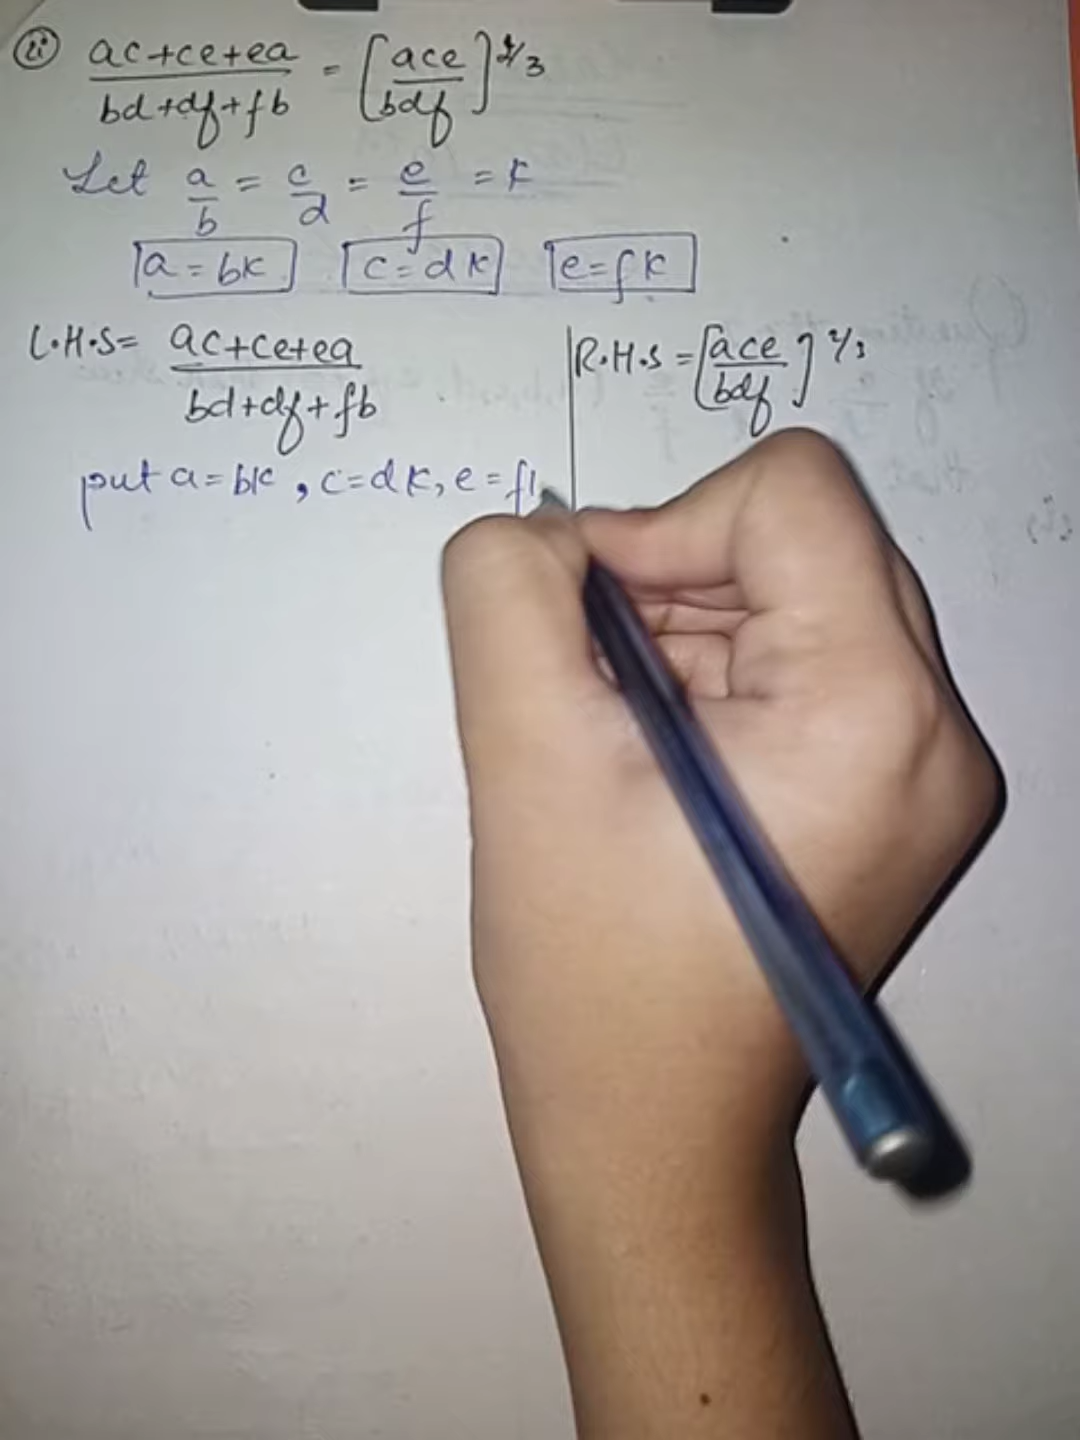 ii) ac+ce+ea / bd+df+fb = [ace / bdf]^2/3
Let a/b = c/d = e/f = k
a = bk c = dk e = fk
L.H.S = ac+ce+ea / bd+df+fb
R.H.S = [ace / bdf]^2/3
put a = bk, c = dk, e = f